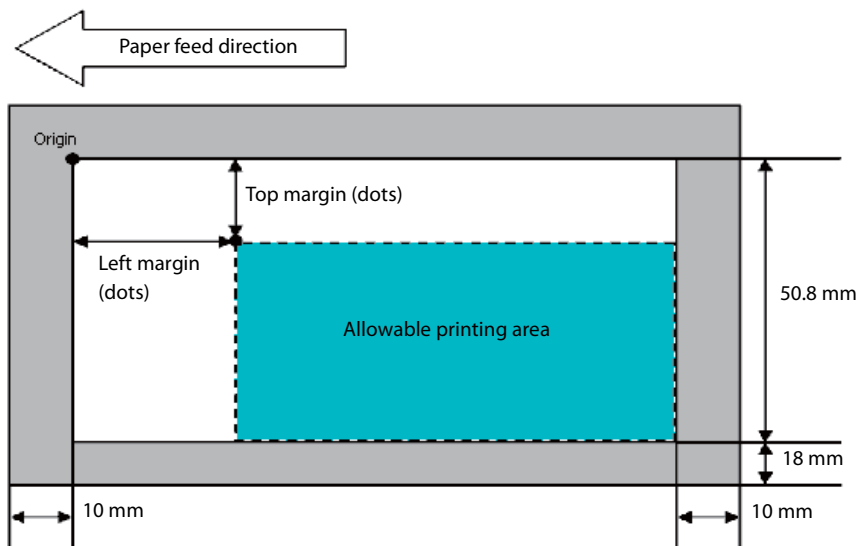 Paper feed direction
Origin
Top margin (dots)
Left margin
(dots)
50.8 mm
Allowable printing area
18 mm
10 mm
10 mm